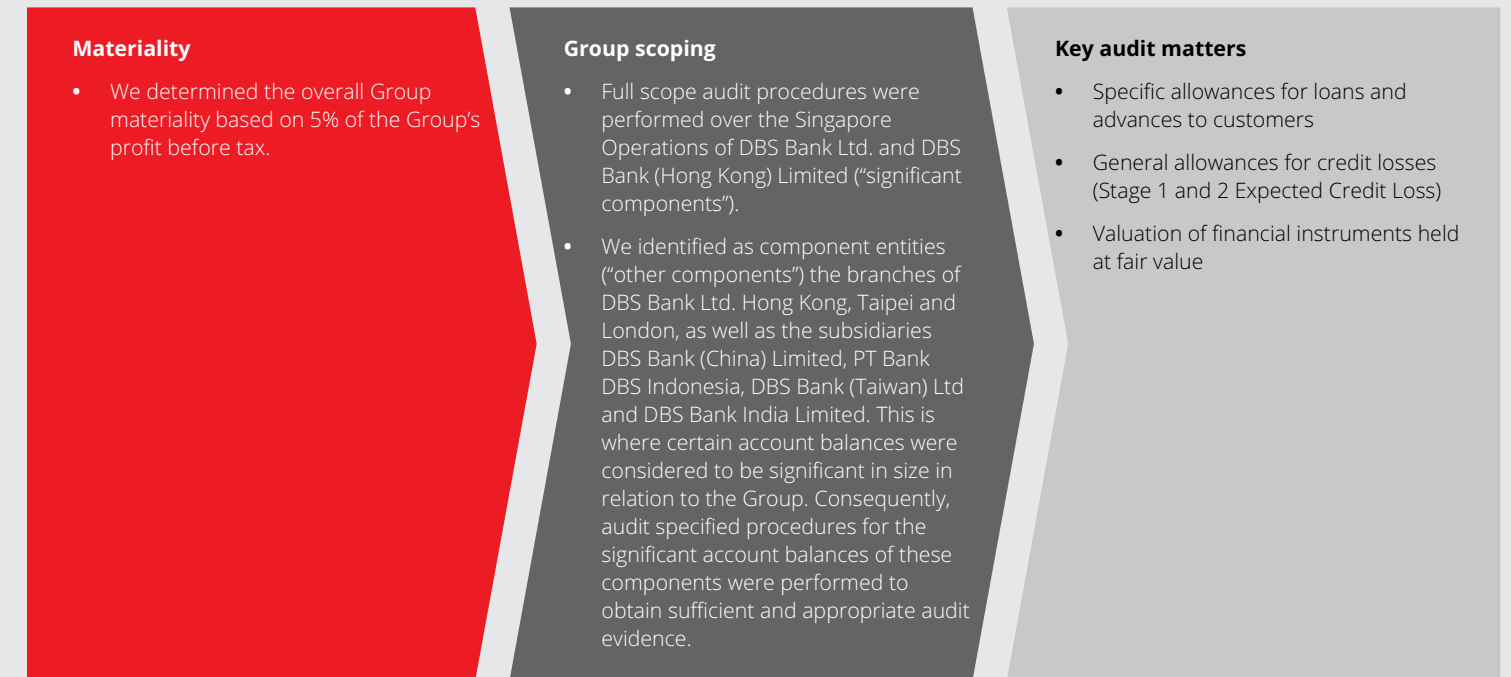 Materiality
• We determined the overall Group
materiality based on 5% of the Group’s
profit before tax.
Group scoping
• Full scope audit procedures were
performed over the Singapore
Operations of DBS Bank Ltd. and DBS
Bank (Hong Kong) Limited (“significant
components”).
• We identified as component entities
(“other components”) the branches of
DBS Bank Ltd. Hong Kong, Taipei and
London, as well as the subsidiaries
DBS Bank (China) Limited, PT Bank
DBS Indonesia, DBS Bank (Taiwan) Ltd
and DBS Bank India Limited. This is
where certain account balances were
considered to be significant in size in
relation to the Group. Consequently,
audit specified procedures for the
significant account balances of these
components were performed to
obtain sufficient and appropriate audit
evidence.
Key audit matters
• Specific allowances for loans and
advances to customers
• General allowances for credit losses
(Stage 1 and 2 Expected Credit Loss)
• Valuation of financial instruments held
at fair value